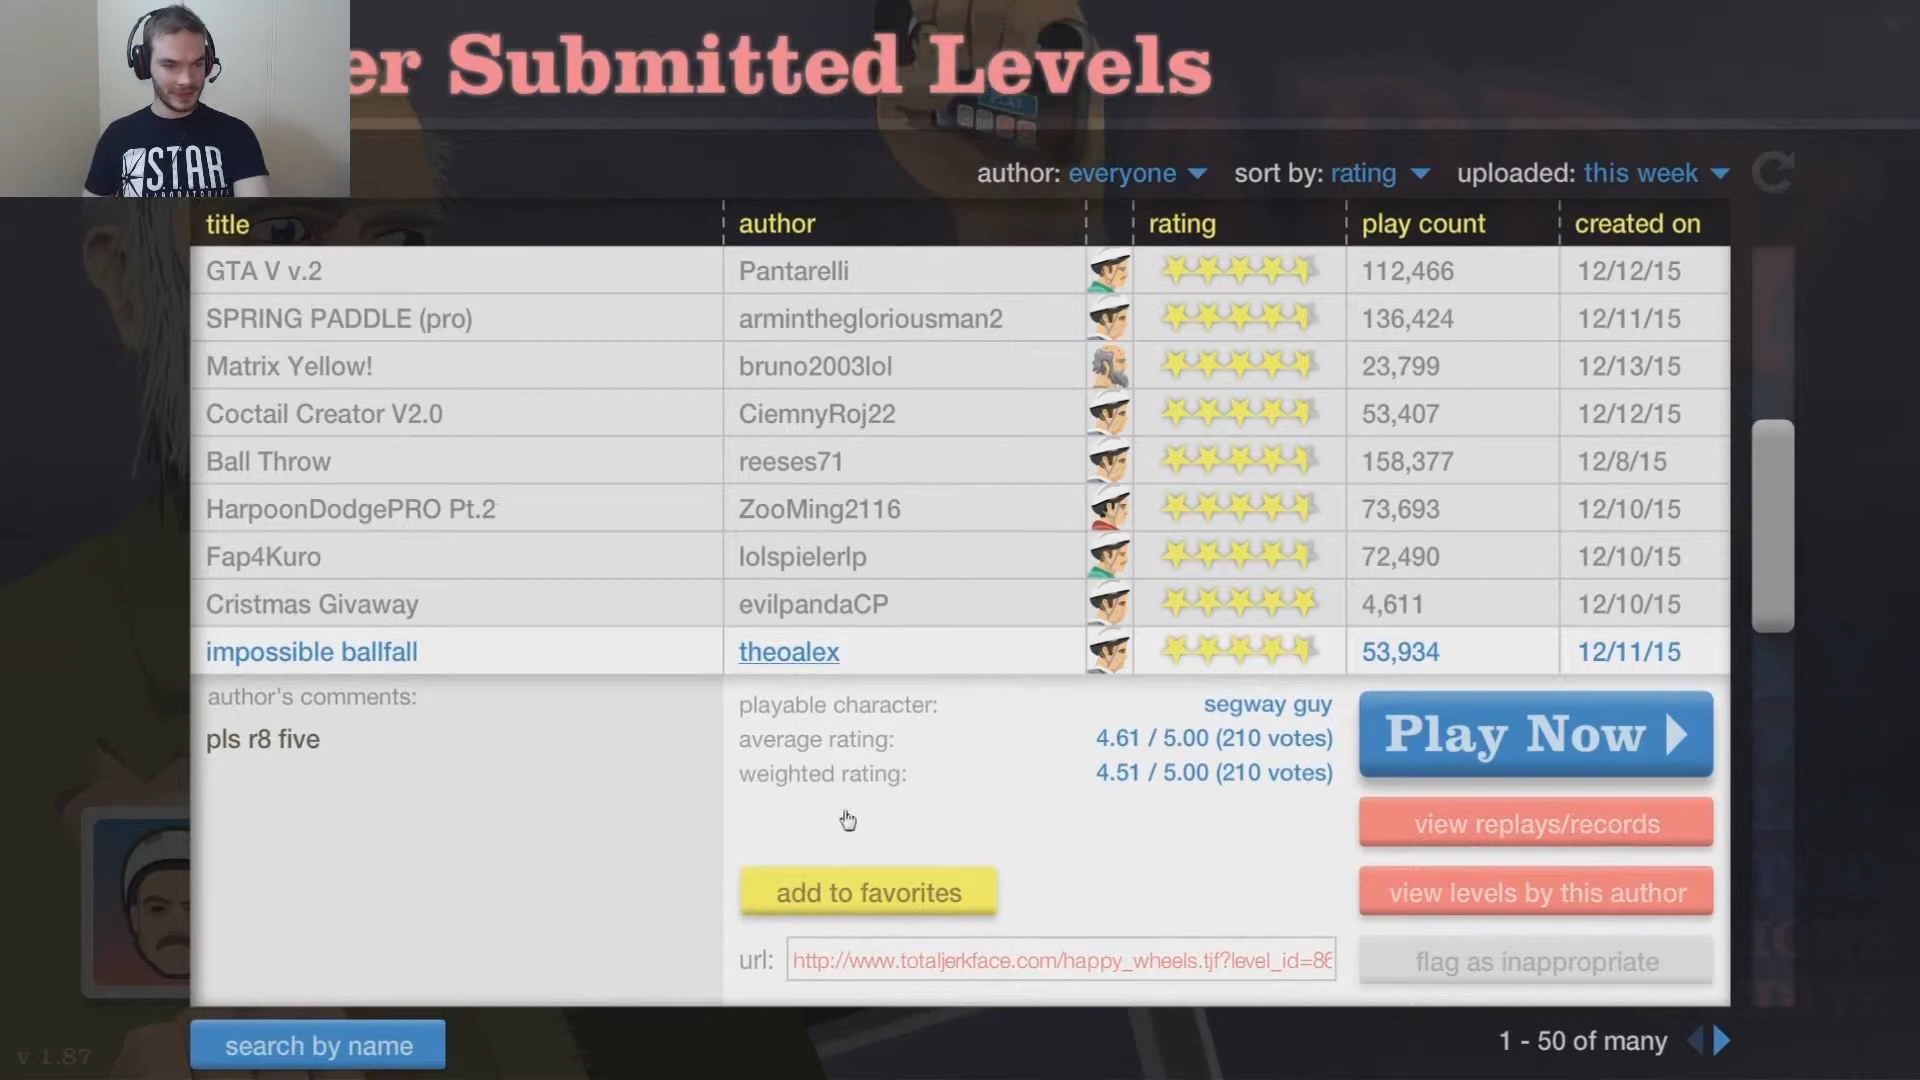 er Submitted Levels
STAR
LABORATORIES
author: everyone sort by: rating uploaded: this week
title author rating play count created on
GTA V v.2 Pantarelli 112,466 12/12/15
SPRING PADDLE (pro) arminthegloriousman2 136,424 12/11/15
Matrix Yellow! bruno2003lol 23,799 12/13/15
Coctail Creator V2.0 CiemnyRoj22 53,407 12/12/15
Ball Throw reeses71 158,377 12/8/15
HarpoonDodgePRO Pt.2 ZooMing2116 73,693 12/10/15
Fap4Kuro lolspielerlp 72,490 12/10/15
Cristmas Givaway evilpandaCP 4,611 12/10/15
impossible ballfall theoalex 53,934 12/11/15
author's comments:
pls r8 five
playable character: segway guy
average rating: 4.61 / 5.00 (210 votes)
weighted rating: 4.51 / 5.00 (210 votes)
Play Now
view replays/records
add to favorites
view levels by this author
url: http://www.totaljerkface.com/happy_wheels.tjf?level_id=86
flag as inappropriate
search by name
1 - 50 of many
v 1.87